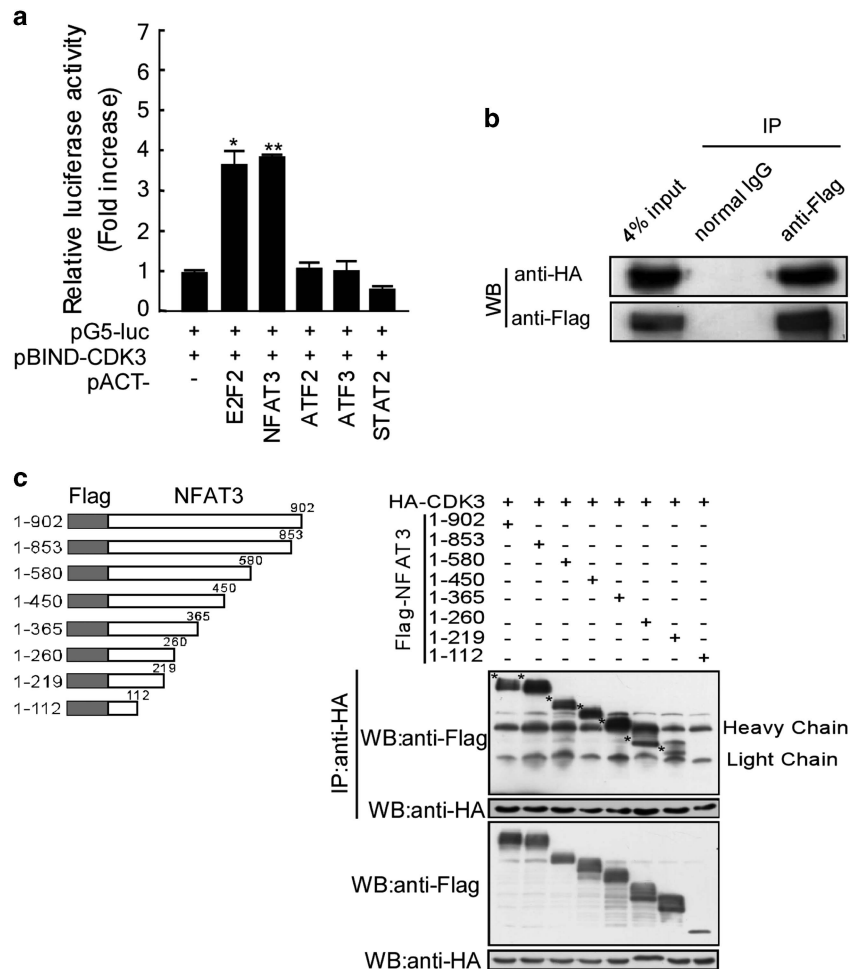 a
Relative luciferase activity
(Fold increase)
7
6
5
4
3
2
1
0
*
**
pG5-luc + + + + + +
pBIND-CDK3 + + + + + +
pACT- - E2F2 NFAT3 ATF2 ATF3 STAT2
b
IP
4% input
normal IgG
anti-Flag
WB
anti-HA
anti-Flag
c
Flag NFAT3
1-902 902
1-853 853
1-580 580
1-450 450
1-365 365
1-260 260
1-219 219
1-112 112
HA-CDK3 + + + + + + + +
Flag-NFAT3
1-902 + - - - - - - -
1-853 - + - - - - - -
1-580 - - + - - - - -
1-450 - - - + - - - -
1-365 - - - - + - - -
1-260 - - - - - + - -
1-219 - - - - - - + -
1-112 - - - - - - - +
IP:anti-HA
WB:anti-Flag
* * * * * * *
Heavy Chain
Light Chain
WB:anti-HA
WB:anti-Flag
WB:anti-HA